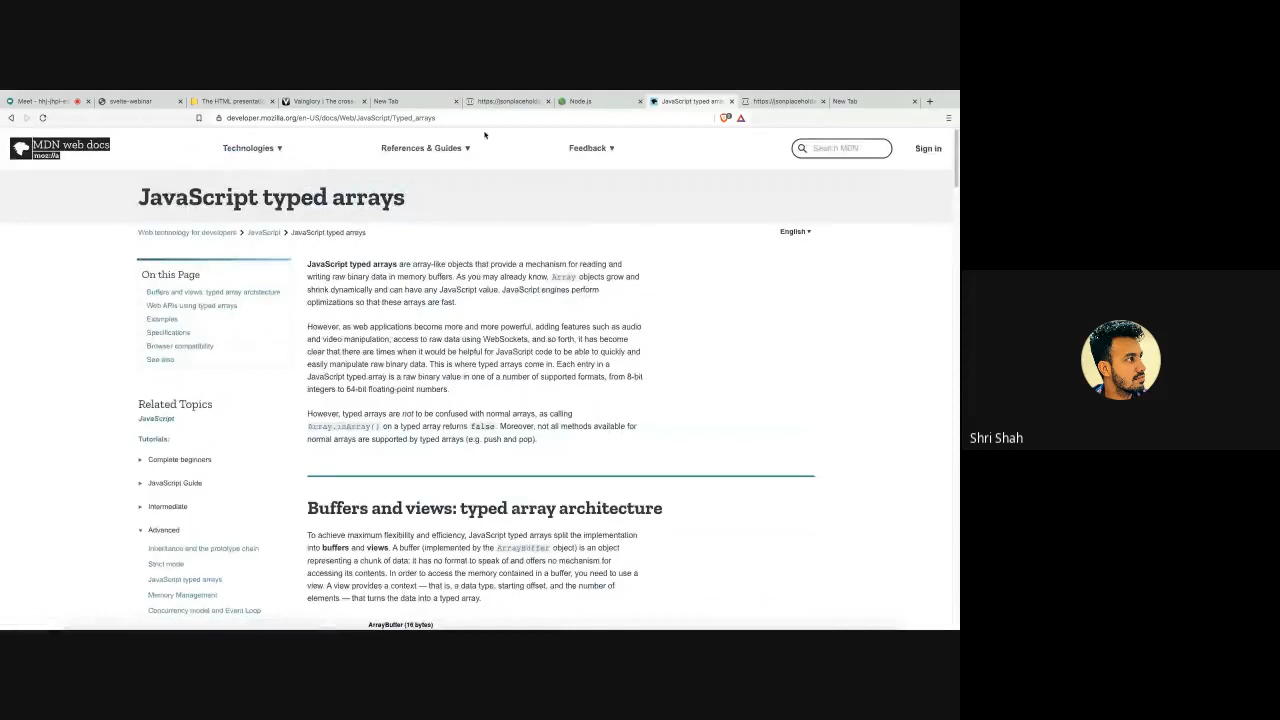 Meet - hhj-jhpi-e
svelte-webinar
The HTML presentatio
Vainglory | The cross-
New Tab
https://jsonplacehold
Node.js
JavaScript typed arra
https://jsonplacehold
New Tab
developer.mozilla.org/en-US/docs/Web/JavaScript/Typed_arrays
MDN web docs
moz://a
Technologies ▼
References & Guides ▼
Feedback ▼
Search MDN
Sign in
JavaScript typed arrays
Web technology for developers > JavaScript > JavaScript typed arrays
English ▾
On this Page
Buffers and views: typed array architecture
Web APIs using typed arrays
Examples
Specifications
Browser compatibility
See also
Related Topics
JavaScript
Tutorials:
Complete beginners
JavaScript Guide
Intermediate
Advanced
Inheritance and the prototype chain
Strict mode
JavaScript typed arrays
Memory Management
Concurrency model and Event Loop
JavaScript typed arrays are array-like objects that provide a mechanism for reading and
writing raw binary data in memory buffers. As you may already know, Array objects grow and
shrink dynamically and can have any JavaScript value. JavaScript engines perform
optimizations so that these arrays are fast.
However, as web applications become more and more powerful, adding features such as audio
and video manipulation, access to raw data using WebSockets, and so forth, it has become
clear that there are times when it would be helpful for JavaScript code to be able to quickly and
easily manipulate raw binary data. This is where typed arrays come in. Each entry in a
JavaScript typed array is a raw binary value in one of a number of supported formats, from 8-bit
integers to 64-bit floating-point numbers.
However, typed arrays are not to be confused with normal arrays, as calling
Array.isArray() on a typed array returns false. Moreover, not all methods available for
normal arrays are supported by typed arrays (e.g. push and pop).
Buffers and views: typed array architecture
To achieve maximum flexibility and efficiency, JavaScript typed arrays split the implementation
into buffers and views. A buffer (implemented by the ArrayBuffer object) is an object
representing a chunk of data; it has no format to speak of and offers no mechanism for
accessing its contents. In order to access the memory contained in a buffer, you need to use a
view. A view provides a context — that is, a data type, starting offset, and the number of
elements — that turns the data into a typed array.
ArrayBuffer (16 bytes)
Shri Shah